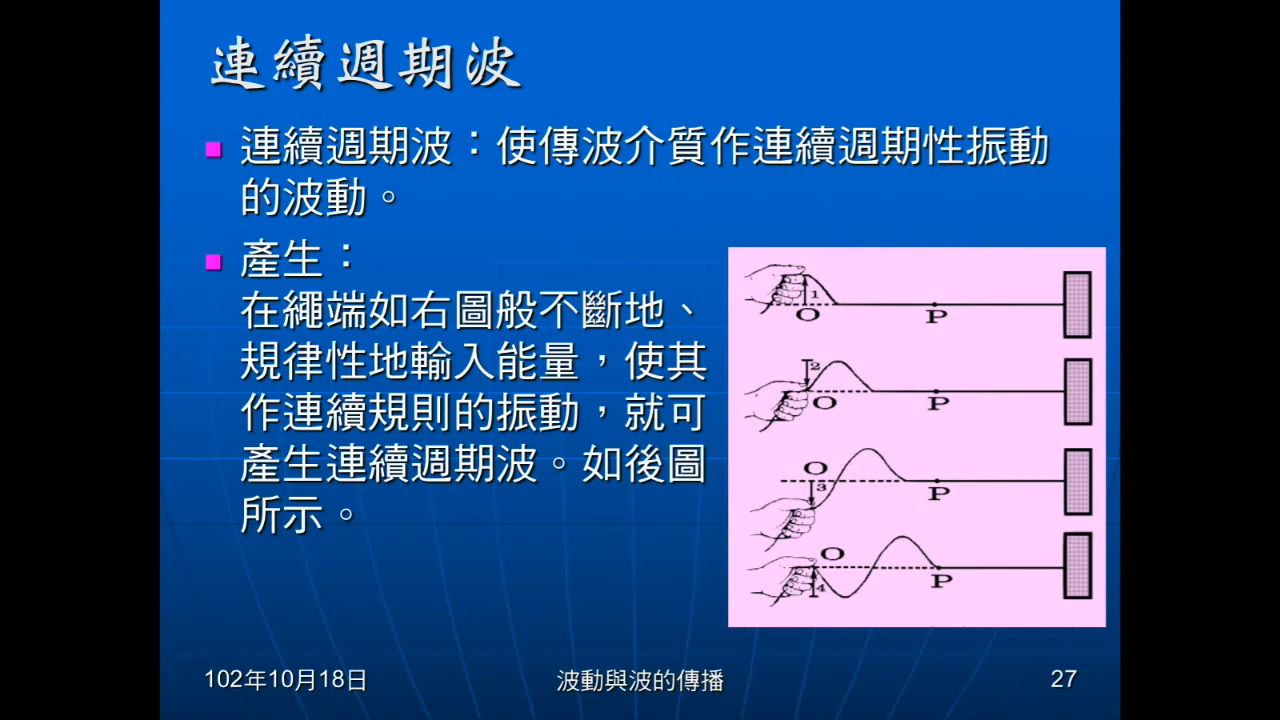 連續週期波
連續週期波：使傳波介質作連續週期性振動
的波動。
產生：
在繩端如右圖般不斷地、
規律性地輸入能量，使其
作連續規則的振動，就可
產生連續週期波。如後圖
所示。
1
O
P
2
O
P
O
3
P
O
4
P
102年10月18日
波動與波的傳播
27